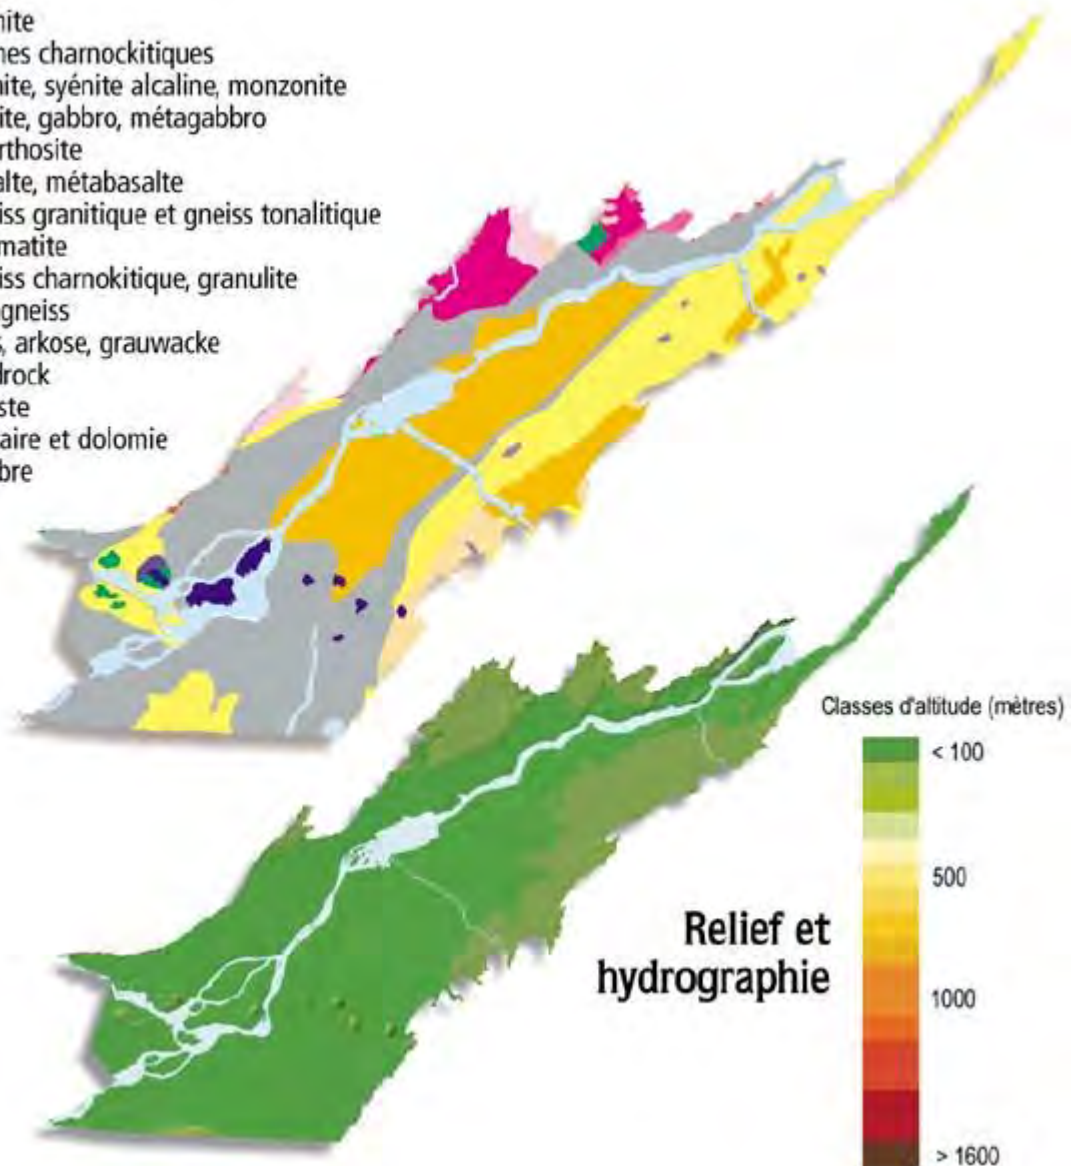 nite
nes charnockitiques
nite, syénite alcaline, monzonite
ite, gabbro, métagabbro
rthosite
alte, métabasalte
iss granitique et gneiss tonalitique
matite
iss charnokitique, granulite
gneiss
, arkose, grauwacke
drock
ste
aire et dolomie
bre
Classes d'altitude (mètres)
< 100
500
Relief et
hydrographie
1000
> 1600